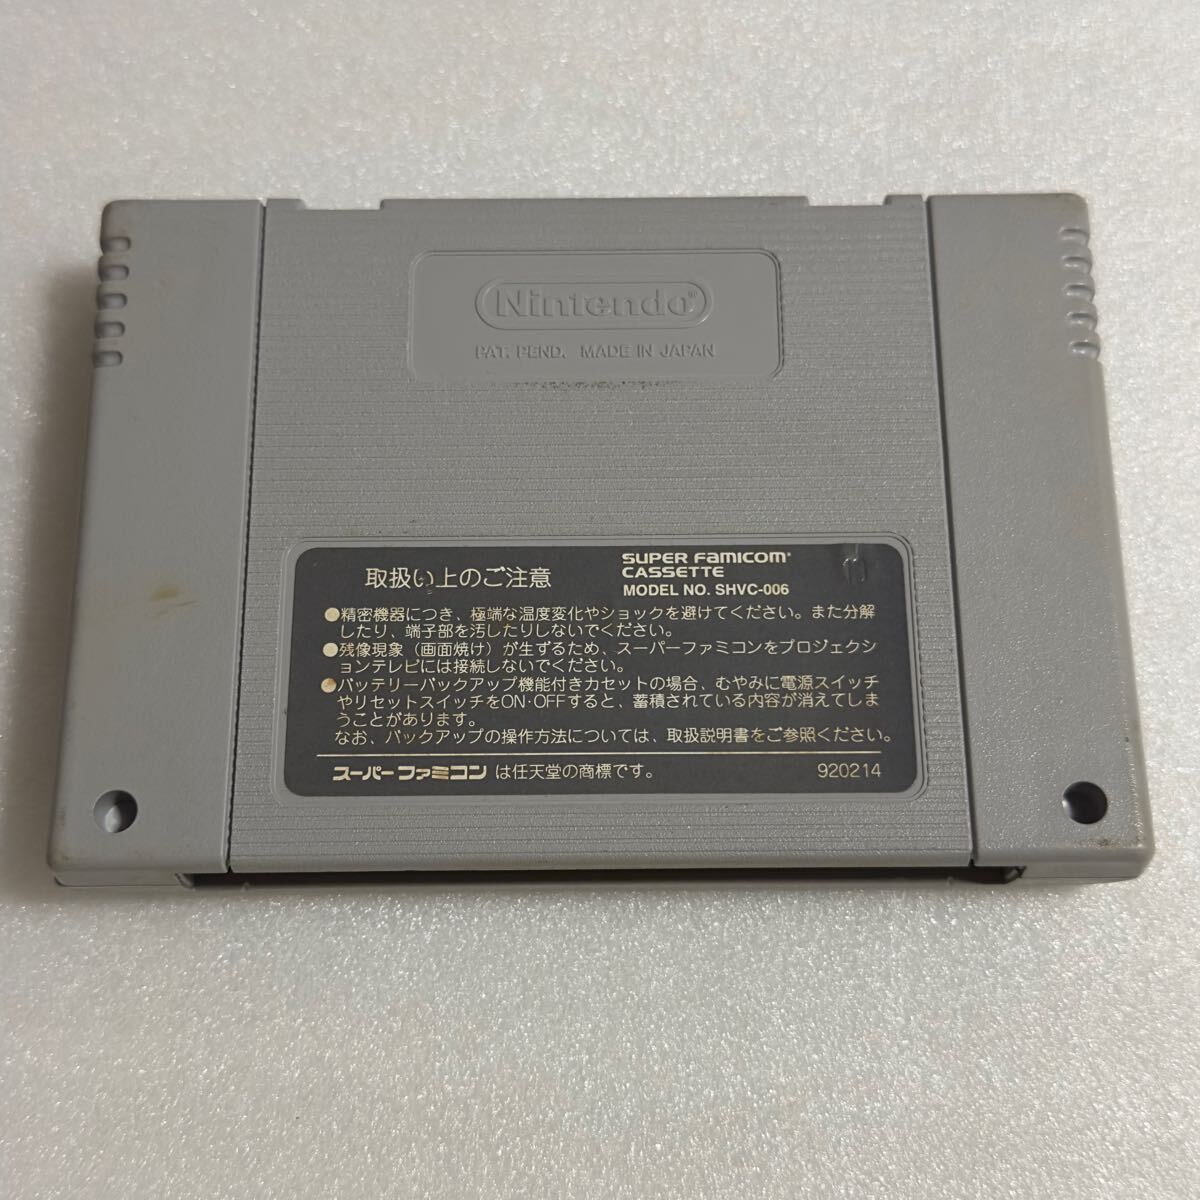 Nintendo®
PAT. PEND. MADE IN JAPAN
取扱い上のご注意
SUPER FAMICOM®
CASSETTE
MODEL NO. SHVC-006
●精密機器につき、極端な温度変化やショックを避けてください。また分解
したり、端子部を汚したりしないでください。
●残像現象（画面焼け）が生ずるため、スーパーファミコンをプロジェクシ
ョンテレビには接続しないでください。
●バッテリーバックアップ機能付きカセットの場合、むやみに電源スイッチ
やリセットスイッチをON·OFFすると、蓄積されている内容が消えてしま
うことがあります。
なお、バックアップの操作方法については、取扱説明書をご参照ください。
スーパーファミコン は任天堂の商標です。
920214